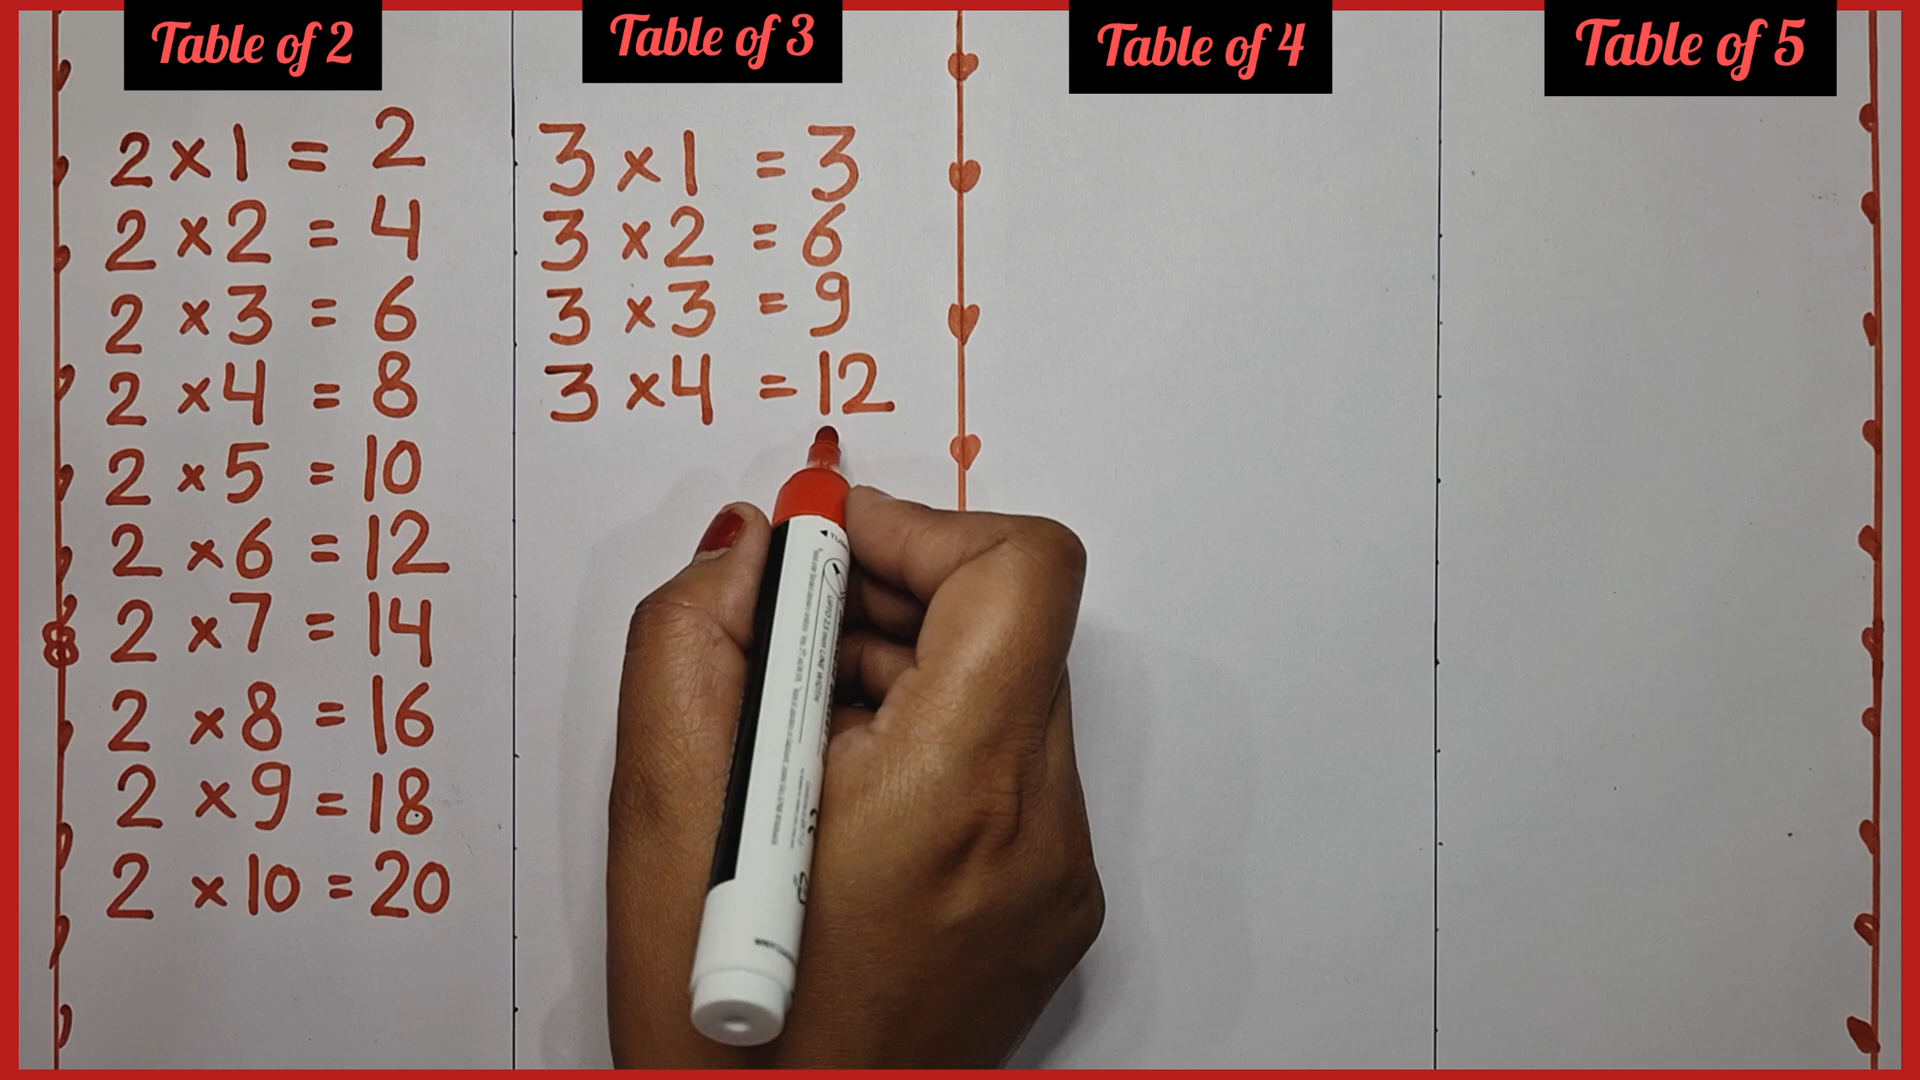 Table of 2
2 × 1 = 2
2 × 2 = 4
2 × 3 = 6
2 × 4 = 8
2 × 5 = 10
2 × 6 = 12
2 × 7 = 14
2 × 8 = 16
2 × 9 = 18
2 × 10 = 20
Table of 3
3 × 1 = 3
3 × 2 = 6
3 × 3 = 9
3 × 4 = 12
Table of 4
Table of 5